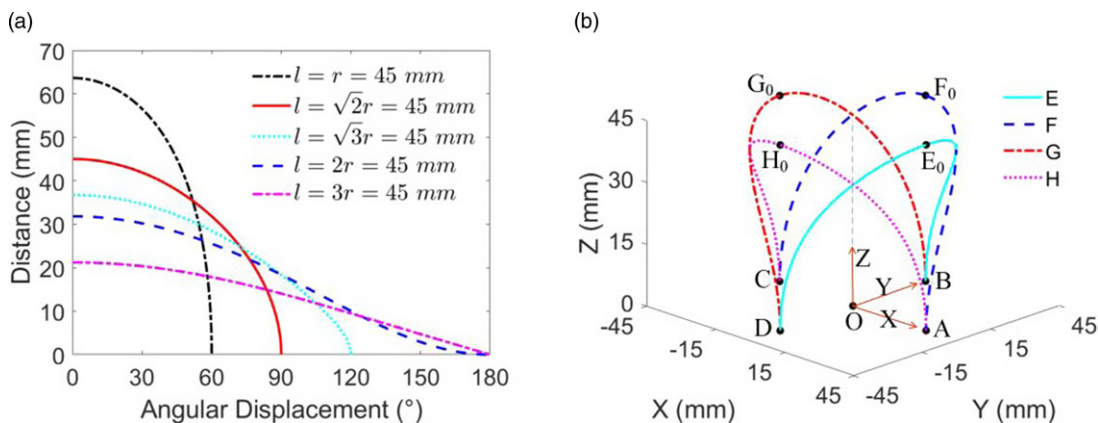 (a)
70
60
50
40
30
20
10
0
Distance (mm)
0 30 60 90 120 150 180
Angular Displacement (°)
l = r = 45 mm
l = √2r = 45 mm
l = √3r = 45 mm
l = 2r = 45 mm
l = 3r = 45 mm
(b)
45
30
15
0
Z (mm)
-45
-15
15
45
X (mm)
-45
-15
15
45
Y (mm)
G₀
F₀
H₀
E₀
Z
C
Y
B
D
O
X
A
E
F
G
H